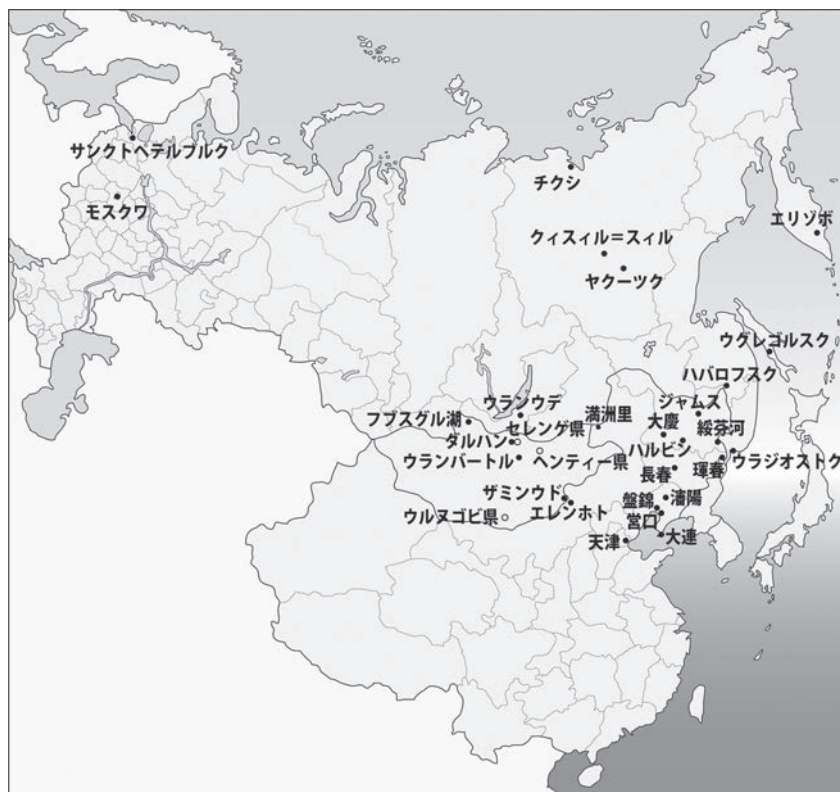 サンクトペテルブルク
モスクワ
チクシ
エリゾボ
クィスィル＝スィル
ヤクーツク
ウグレゴルスク
ハバロフスク
ウランウデ
ジャムス
フブスグル湖
セレンゲ県
満洲里
大慶
綏芬河
ダルハン
ハルビン
ウランバートル
ヘンティー県
ウラジオストク
琿春
長春
ザミンウド
瀋陽
盤錦
エレンホト
ウルヌゴビ県
営口
天津
大連